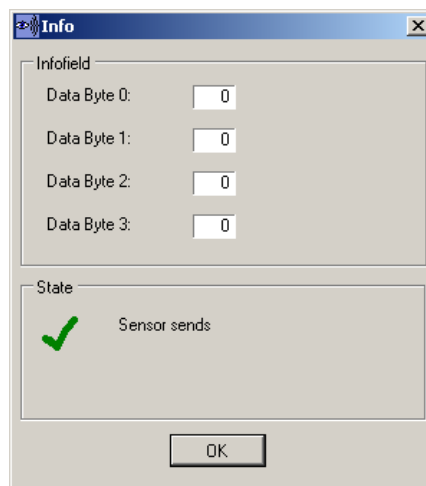 Info
Infofield
Data Byte 0: 0
Data Byte 1: 0
Data Byte 2: 0
Data Byte 3: 0
State
Sensor sends
OK